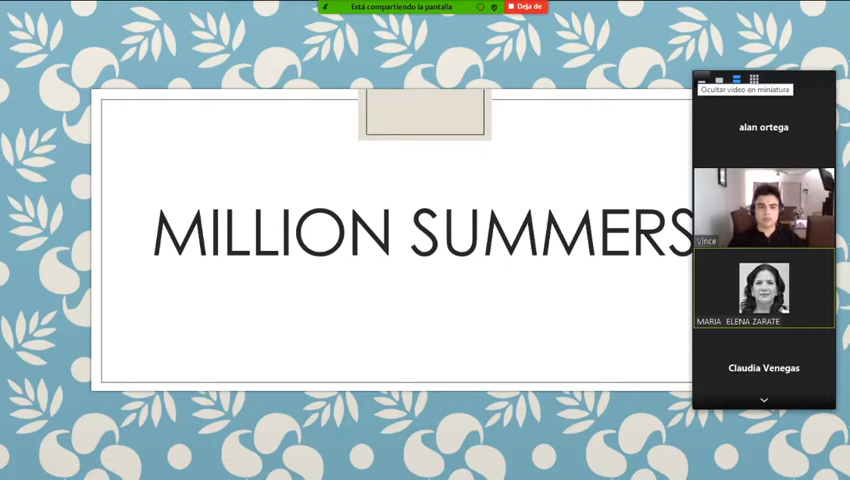 Está compartiendo la pantalla
Deja de
Ocultar video en miniatura
alan ortega
MILLION SUMMERS
Vince
MARIA ELENA ZARATE
Claudia Venegas